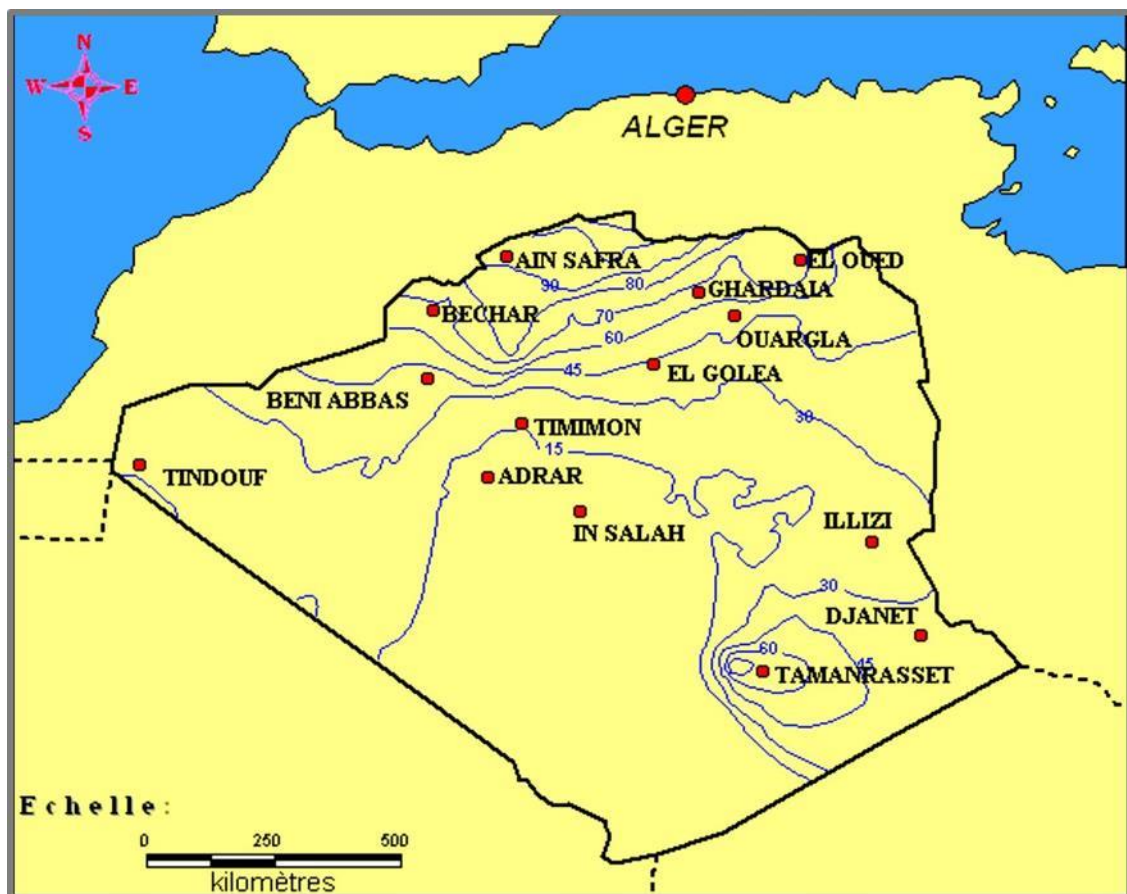 N
W E
S
ALGER
AIN SAFRA
EL OUED
90
80
GHARDAIA
BECHAR
70
60
OUARGLA
45
EL GOLEA
BENI ABBAS
30
TIMIMON
15
TINDOUF
ADRAR
IN SALAH
ILLIZI
30
DJANET
60
45
TAMANRASSET
Echelle:
0 250 500
kilomètres